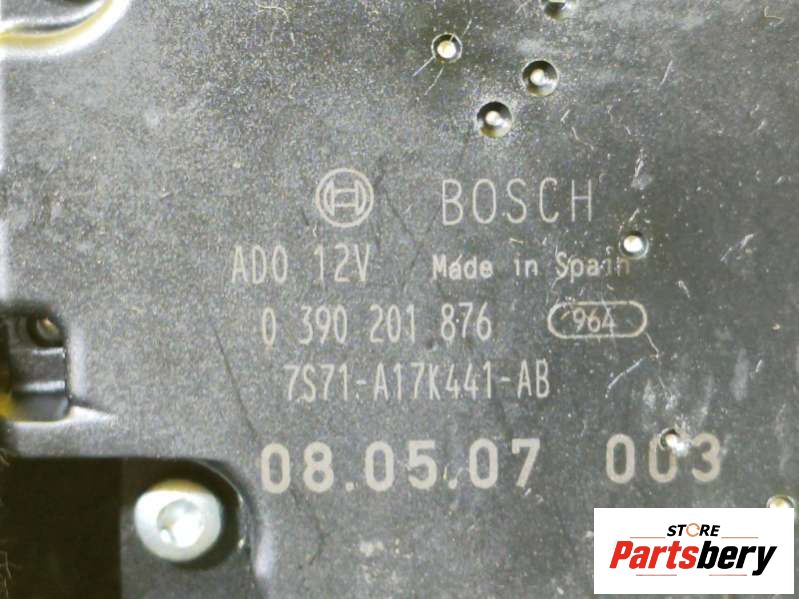 BOSCH
AD0 12V Made in Spain
0 390 201 876 964
7S71-A17K441-AB
08.05.07 003
STORE
Partsbery